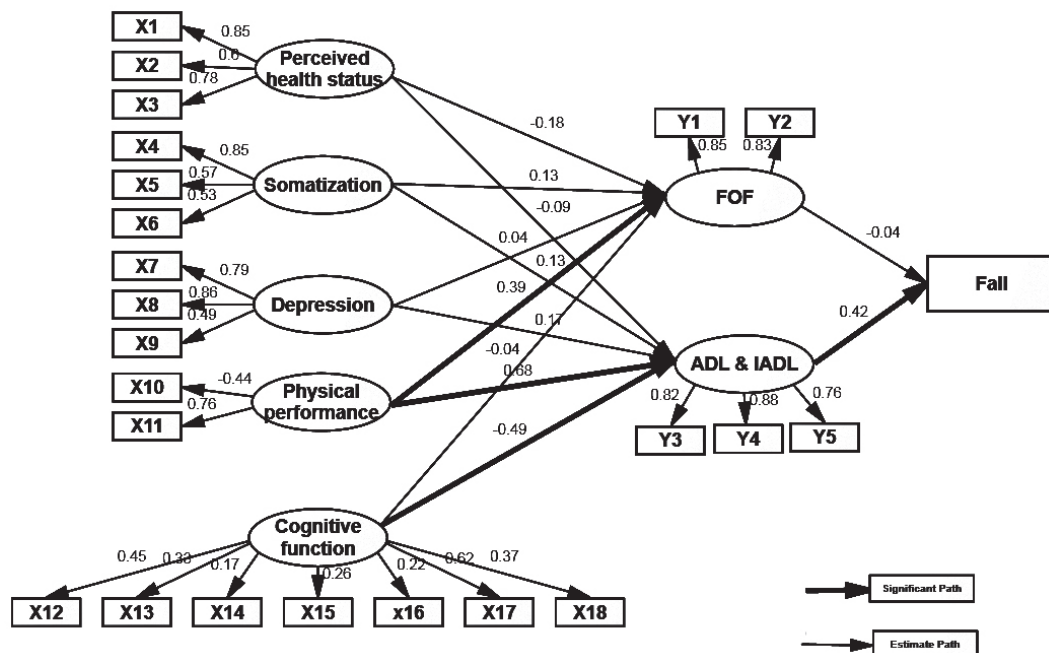 X1
0.85
X2
0.6
0.78
X3
Perceived
health status
X4
0.85
X5
0.57
0.53
X6
Somatization
X7
0.79
X8
0.86
0.49
X9
Depression
X10
-0.44
0.76
X11
Physical
performance
-0.18
0.13
-0.09
0.04
0.13
0.39
0.17
-0.04
0.68
-0.49
Y1
Y2
0.85
0.83
FOF
-0.04
Fall
0.42
ADL & IADL
0.82
0.88
0.76
Y3
Y4
Y5
Cognitive
function
0.45
0.33
0.17
0.26
0.22
0.62
0.37
X12
X13
X14
X15
x16
X17
X18
Significant Path
Estimate Path